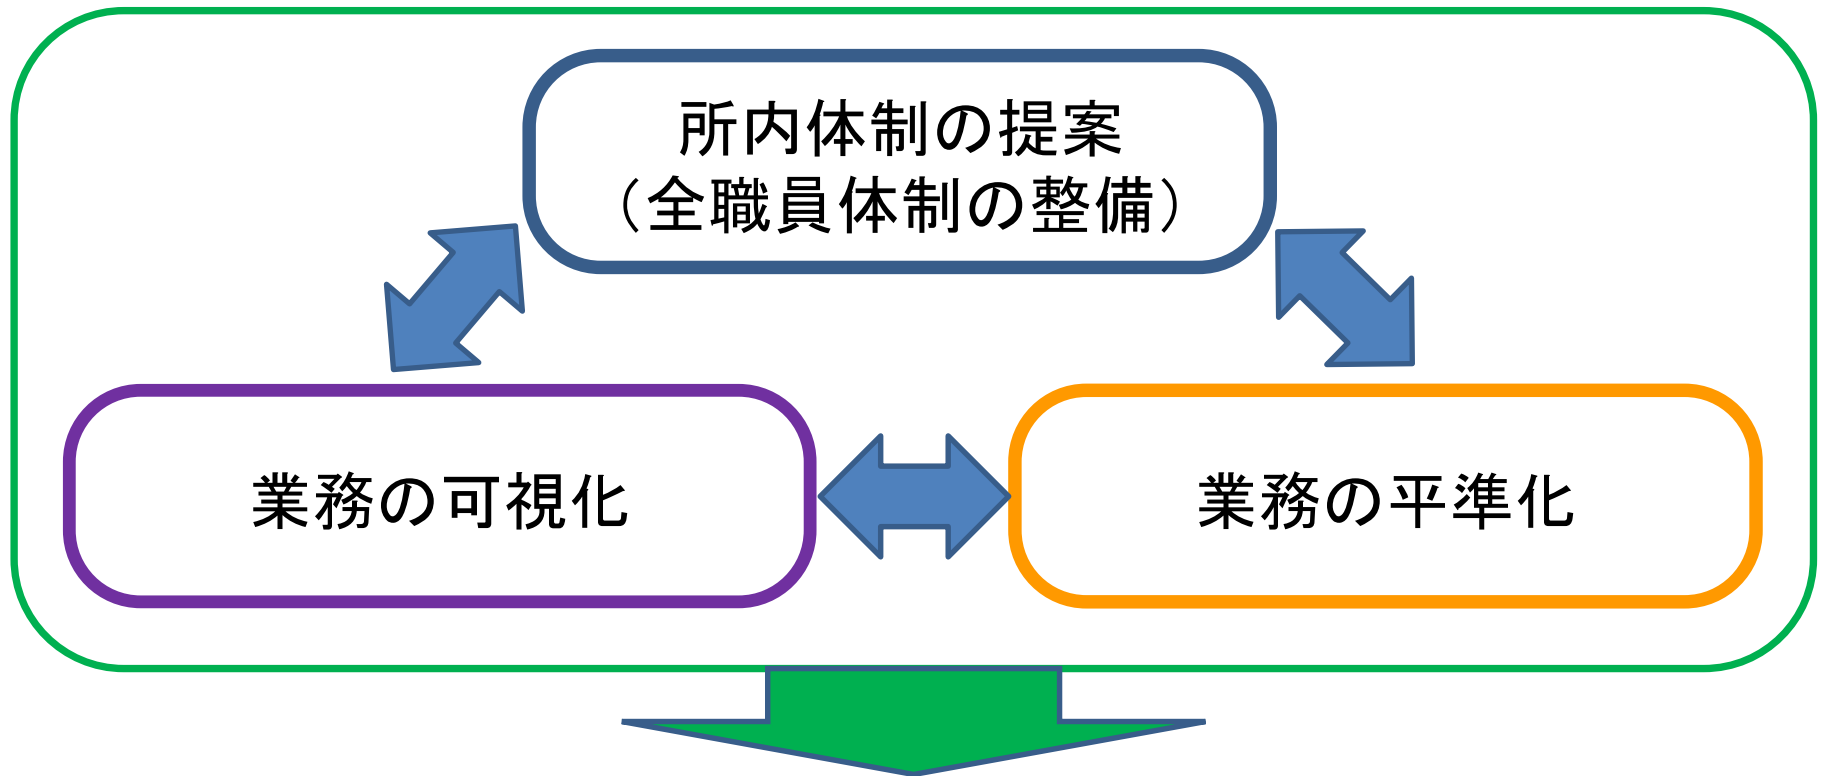 所内体制の提案
（全職員体制の整備）
業務の可視化
業務の平準化